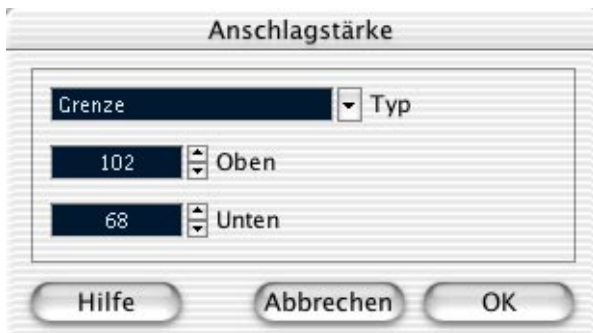 Anschlagstärke
Grenze Typ
102 Oben
68 Unten
Hilfe Abbrechen OK